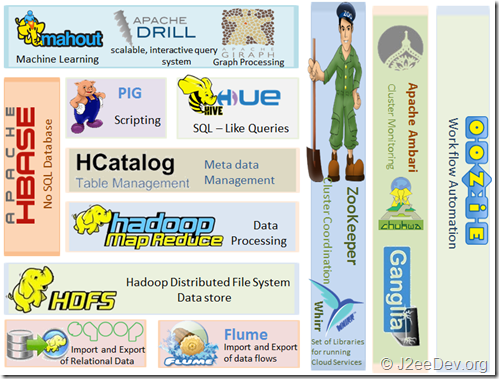 mahout
Machine Learning
APACHE
DRILL
scalable, interactive query
system
APACHE
GIRAPH
Graph Processing
APACHE
HBASE
No SQL Database
PIG
Scripting
HIVE
HUE
SQL – Like Queries
HCatalog
Table Management
Meta data
Management
hadoop
Map Reduce
Data
Processing
HDFS
Hadoop Distributed File System
Data store
sqoop
Import and Export
of Relational Data
FLUME
Flume
Import and Export
of data flows
ZooKeeper
Cluster Coordination
Whirr
WHIRR
Set of Libraries
for running
Cloud Services
Apache Ambari
Cluster Monitoring
chukwa
Ganglia
OOZIE
Workflow Automation
© J2eeDev.org